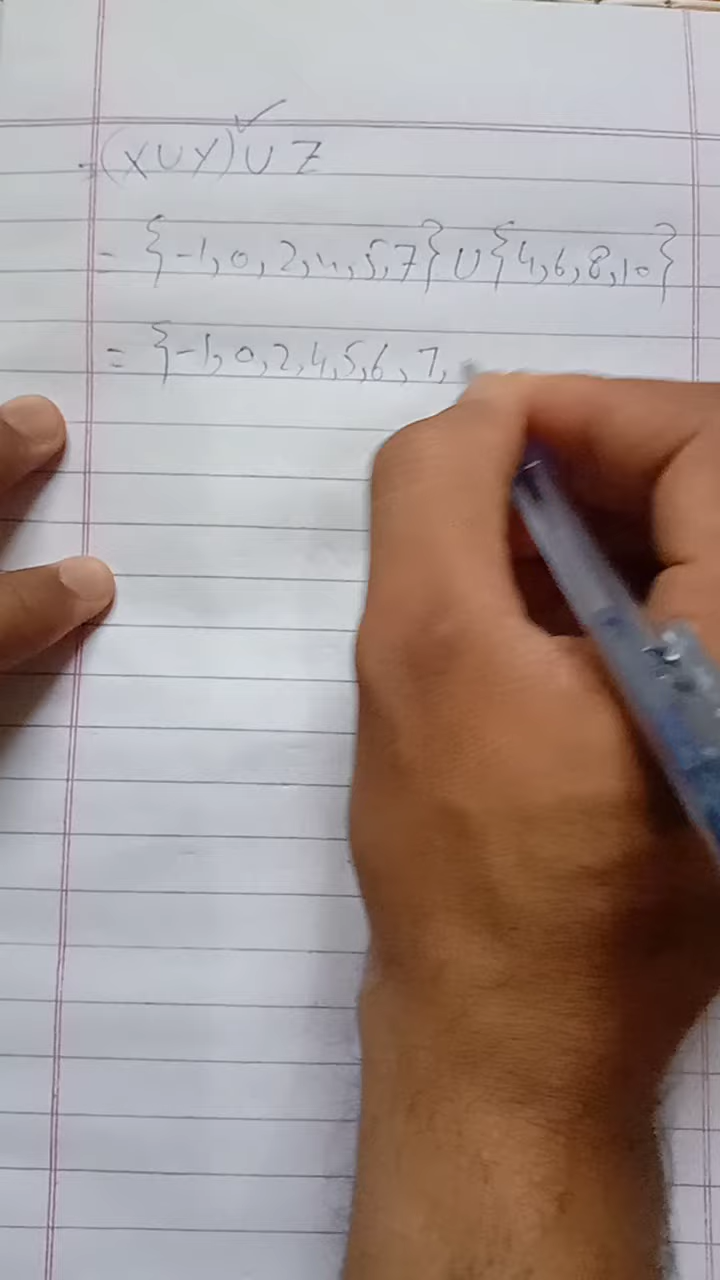 (X∪Y)∪Z
= {-1, 0, 2, 4, 5, 7} ∪ {4, 6, 8, 10}
= {-1, 0, 2, 4, 5, 6, 7,